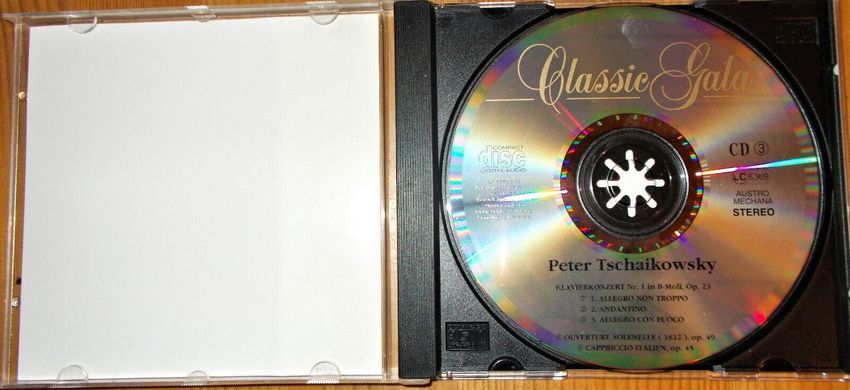 Classic Gala
COMPACT
disc
DIGITAL AUDIO
CD 3
LC 6369
AUSTRO
MECHANA
STEREO
Peter Tschaikowsky
KLAVIERKONZERT Nr. 1 in B-Moll, Op. 23
① 1. ALLEGRO NON TROPPO
② 2. ANDANTINO
③ 3. ALLEGRO CON FUOCO
④ OUVERTURE SOLENELLE ( 1812 ), op. 49
⑤ CAPPRICCIO ITALIEN, op. 45